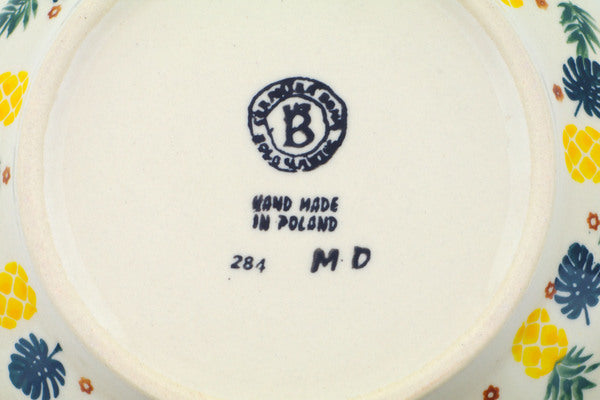 B
HAND MADE
IN POLAND
284 M D